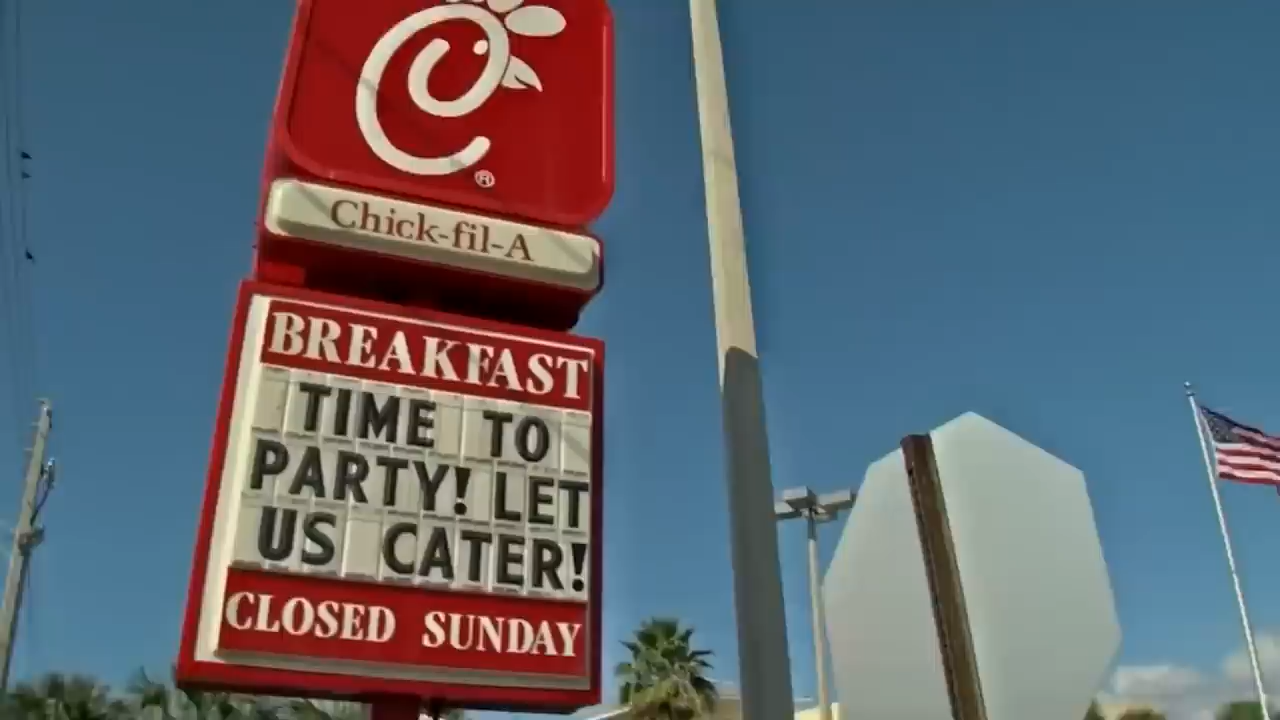 ®
Chick-fil-A
BREAKFAST
TIME TO
PARTY! LET
US CATER!
CLOSED SUNDAY